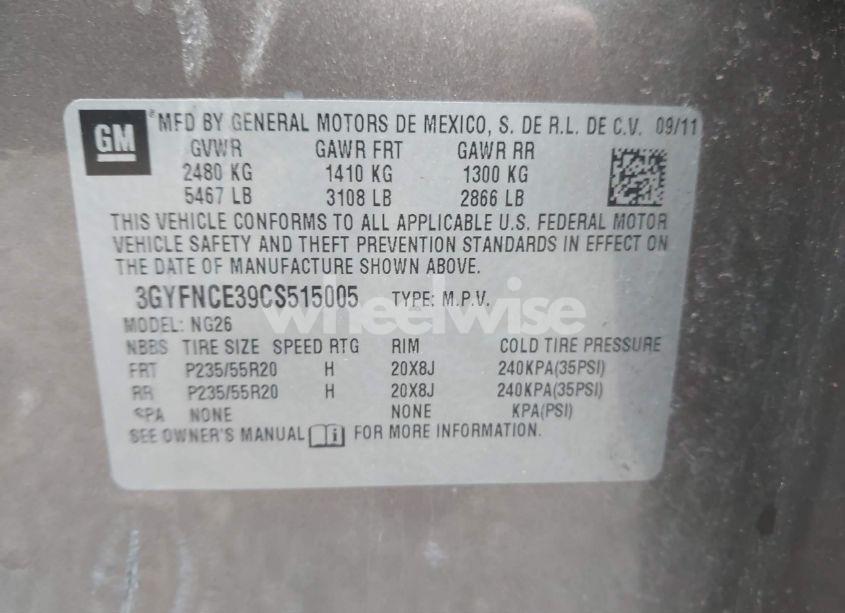 GM ® MFD BY GENERAL MOTORS DE MEXICO, S. DE R.L. DE C.V. 09/11
GVWR GAWR FRT GAWR RR
2480 KG 1410 KG 1300 KG
5467 LB 3108 LB 2866 LB
THIS VEHICLE CONFORMS TO ALL APPLICABLE U.S. FEDERAL MOTOR
VEHICLE SAFETY AND THEFT PREVENTION STANDARDS IN EFFECT ON
THE DATE OF MANUFACTURE SHOWN ABOVE.
3GYFNCE39CS515005 TYPE: M.P.V.
wheelwise
MODEL: NG26
NBBS TIRE SIZE SPEED RTG RIM COLD TIRE PRESSURE
FRT P235/55R20 H 20X8J 240KPA(35PSI)
RR P235/55R20 H 20X8J 240KPA(35PSI)
SPA NONE NONE KPA(PSI)
SEE OWNER'S MANUAL i FOR MORE INFORMATION.